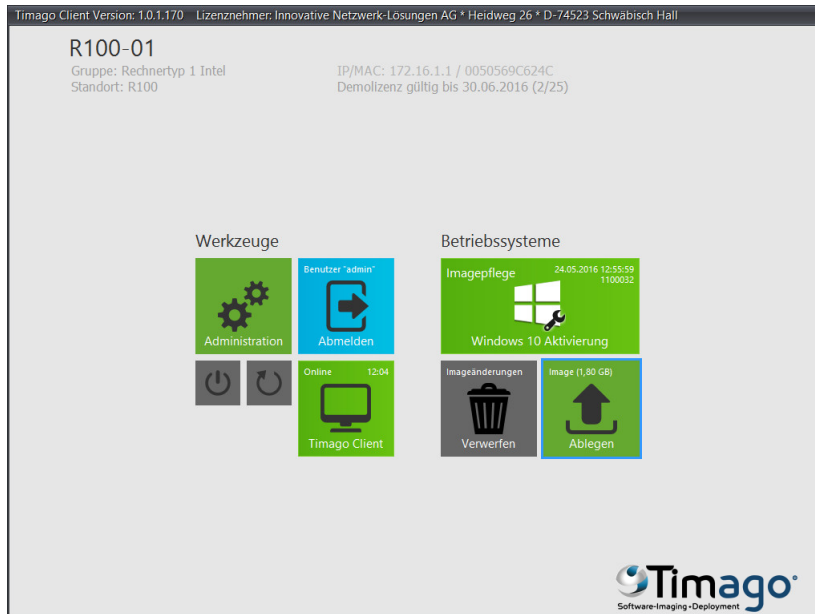 Timago Client Version: 1.0.1.170 Lizenznehmer: Innovative Netzwerk-Lösungen AG * Heidweg 26 * D-74523 Schwäbisch Hall
R100-01
Gruppe: Rechnertyp 1 Intel
Standort: R100
IP/MAC: 172.16.1.1 / 0050569C624C
Demolizenz gültig bis 30.06.2016 (2/25)
Werkzeuge
Administration
Benutzer "admin"
Abmelden
Online 12:04
Timago Client
Betriebssysteme
Imagepflege
24.05.2016 12:55:59
1100032
Windows 10 Aktivierung
Imageänderungen
Verwerfen
Image (1,80 GB)
Ablegen
Timago
Software-Imaging • Deployment